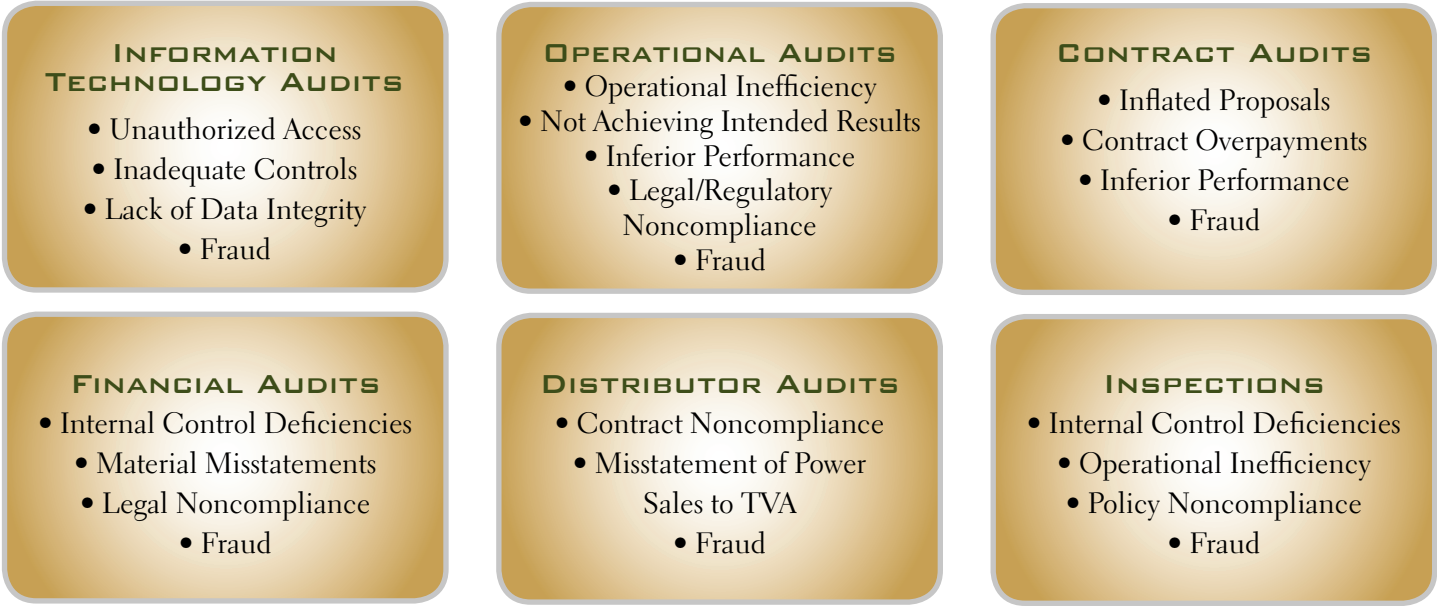 Information
Technology Audits
• Unauthorized Access
• Inadequate Controls
• Lack of Data Integrity
• Fraud
Operational Audits
• Operational Inefficiency
• Not Achieving Intended Results
• Inferior Performance
• Legal/Regulatory
Noncompliance
• Fraud
Contract Audits
• Inflated Proposals
• Contract Overpayments
• Inferior Performance
• Fraud
Financial Audits
• Internal Control Deficiencies
• Material Misstatements
• Legal Noncompliance
• Fraud
Distributor Audits
• Contract Noncompliance
• Misstatement of Power
Sales to TVA
• Fraud
Inspections
• Internal Control Deficiencies
• Operational Inefficiency
• Policy Noncompliance
• Fraud